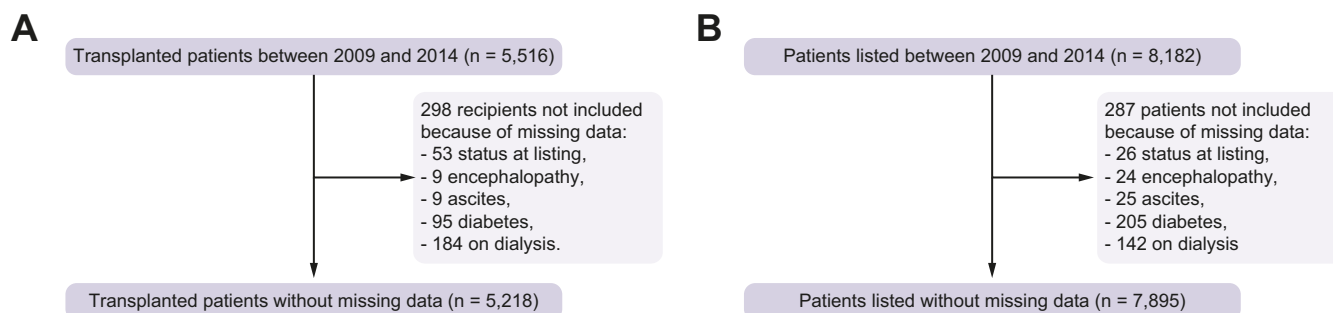 A
Transplanted patients between 2009 and 2014 (n = 5,516)
298 recipients not included
because of missing data:
- 53 status at listing,
- 9 encephalopathy,
- 9 ascites,
- 95 diabetes,
- 184 on dialysis.
Transplanted patients without missing data (n = 5,218)
B
Patients listed between 2009 and 2014 (n = 8,182)
287 patients not included
because of missing data:
- 26 status at listing,
- 24 encephalopathy,
- 25 ascites,
- 205 diabetes,
- 142 on dialysis
Patients listed without missing data (n = 7,895)